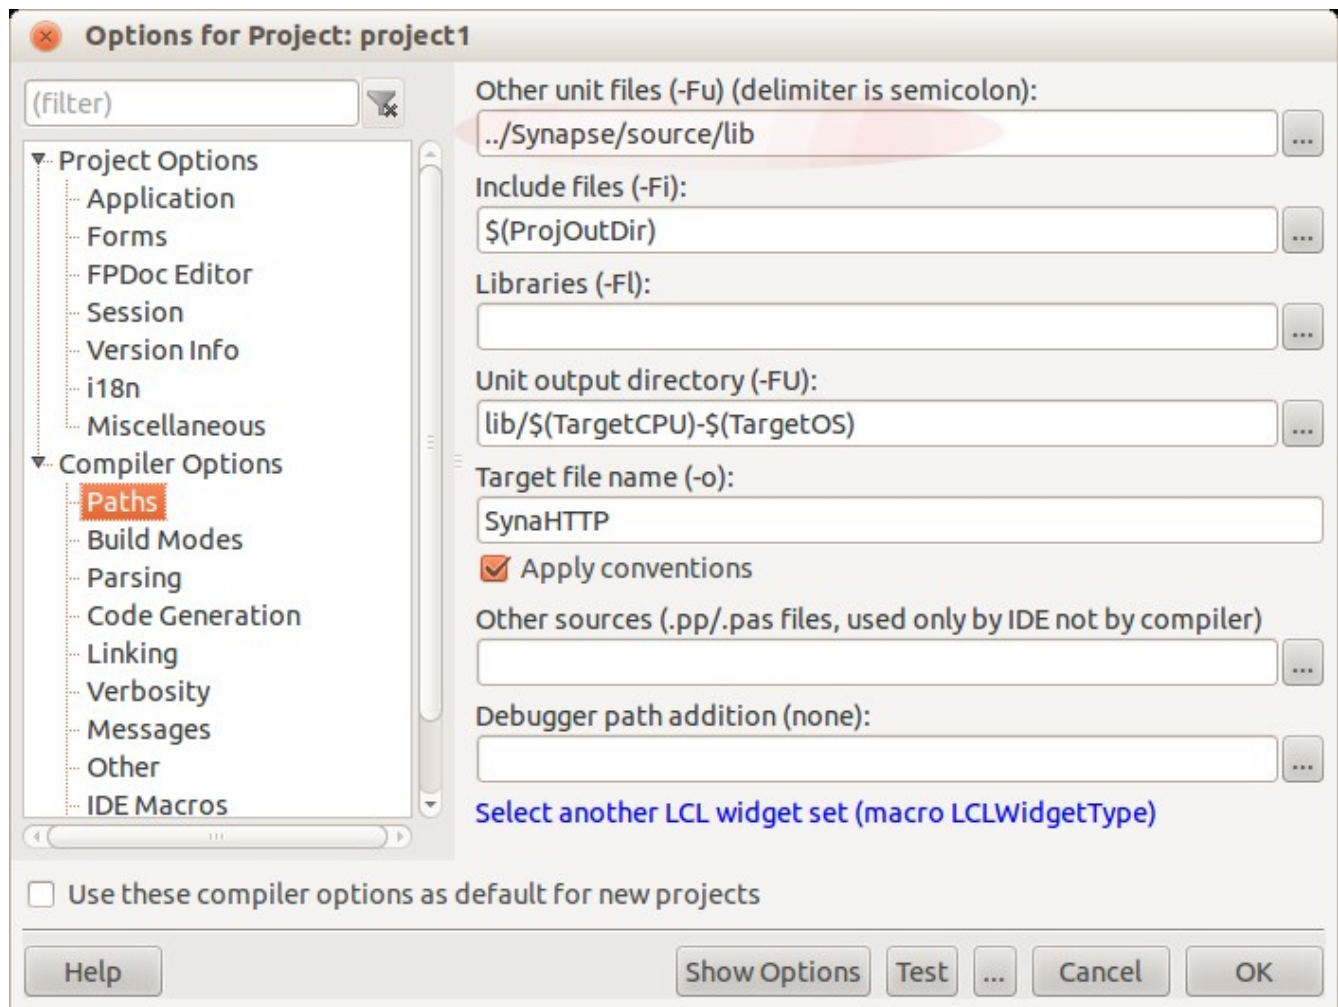 Options for Project: project1
(filter)
Project Options
Application
Forms
FPDoc Editor
Session
Version Info
i18n
Miscellaneous
Compiler Options
Paths
Build Modes
Parsing
Code Generation
Linking
Verbosity
Messages
Other
IDE Macros
Other unit files (-Fu) (delimiter is semicolon):
../Synapse/source/lib
...
Include files (-Fi):
$(ProjOutDir)
...
Libraries (-Fl):
...
Unit output directory (-FU):
lib/$(TargetCPU)-$(TargetOS)
...
Target file name (-o):
SynaHTTP
Apply conventions
Other sources (.pp/.pas files, used only by IDE not by compiler)
...
Debugger path addition (none):
...
Select another LCL widget set (macro LCLWidgetType)
Use these compiler options as default for new projects
Help
Show Options
Test
...
Cancel
OK